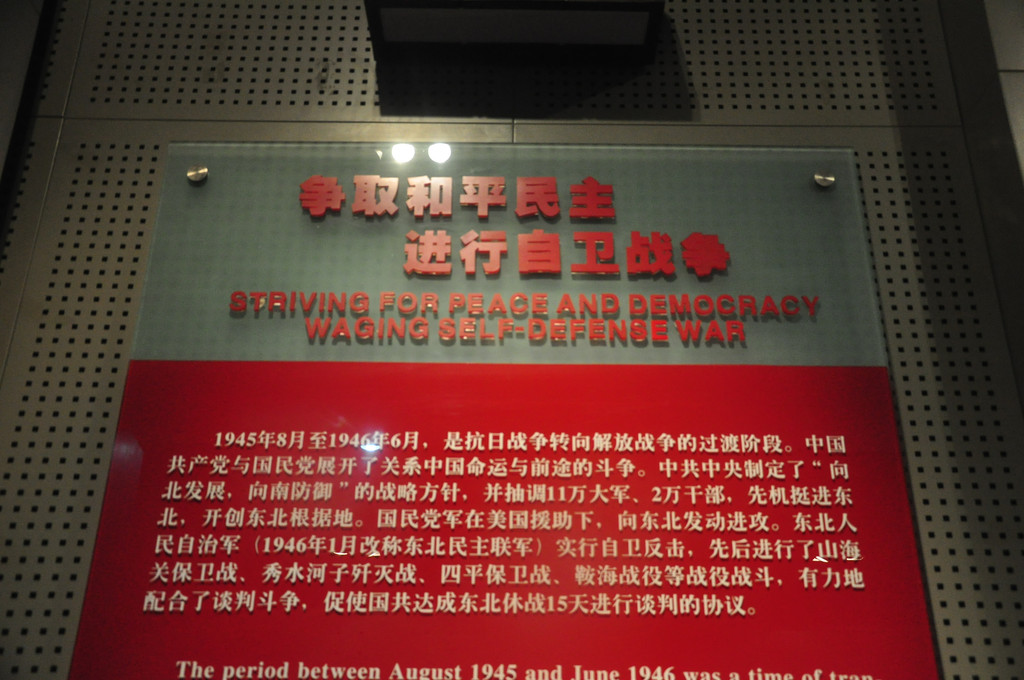 争取和平民主
进行自卫战争
STRIVING FOR PEACE AND DEMOCRACY
WAGING SELF-DEFENSE WAR
1945年8月至1946年6月，是抗日战争转向解放战争的过渡阶段。中国
共产党与国民党展开了关系中国命运与前途的斗争。中共中央制定了“向
北发展，向南防御”的战略方针，并抽调11万大军、2万干部，先机挺进东
北，开创东北根据地。国民党军在美国援助下，向东北发动进攻。东北人
民自治军（1946年1月改称东北民主联军）实行自卫反击，先后进行了山海
关保卫战、秀水河子歼灭战、四平保卫战、鞍海战役等战役战斗，有力地
配合了谈判斗争，促使国共达成东北休战15天进行谈判的协议。
The period between August 1945 and June 1946 was a time of tran-